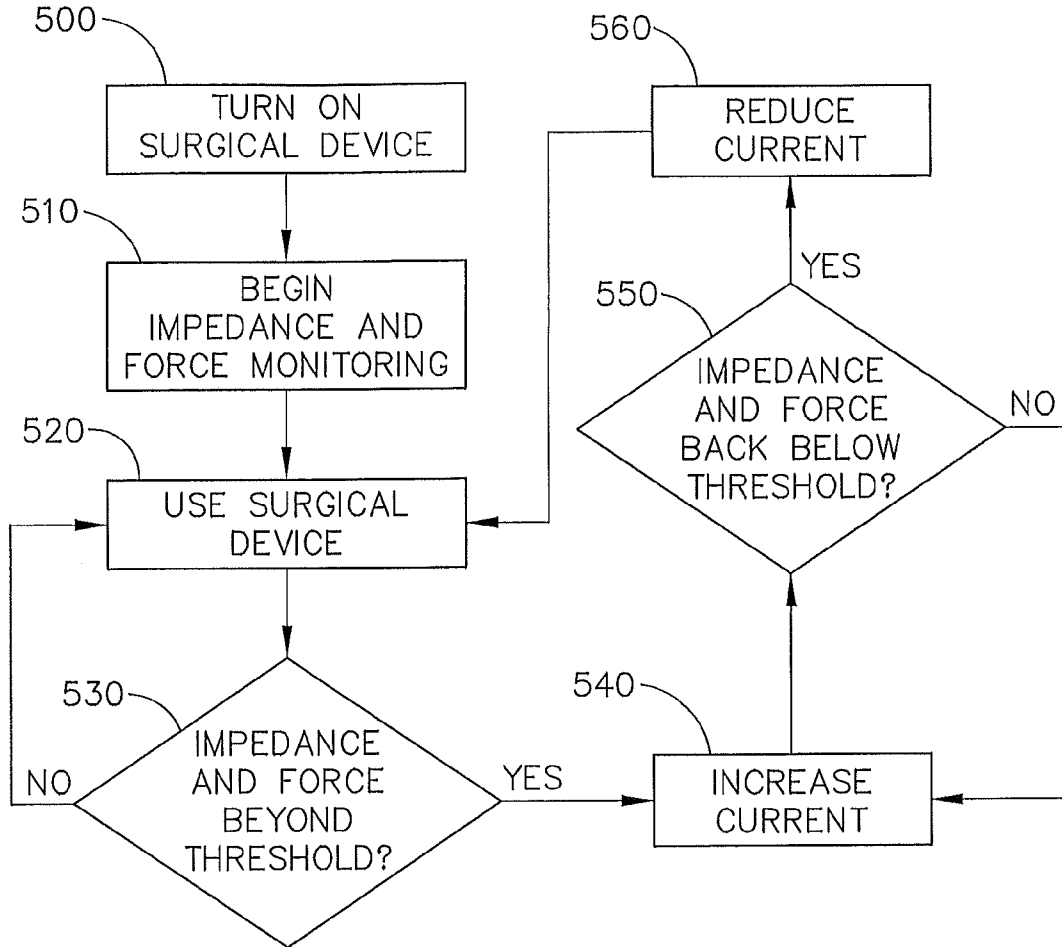 500
TURN ON
SURGICAL DEVICE
510
BEGIN
IMPEDANCE AND
FORCE MONITORING
520
USE SURGICAL
DEVICE
530
IMPEDANCE
AND FORCE
BEYOND
THRESHOLD?
NO
YES
540
INCREASE
CURRENT
550
IMPEDANCE
AND FORCE
BACK BELOW
THRESHOLD?
YES
NO
560
REDUCE
CURRENT